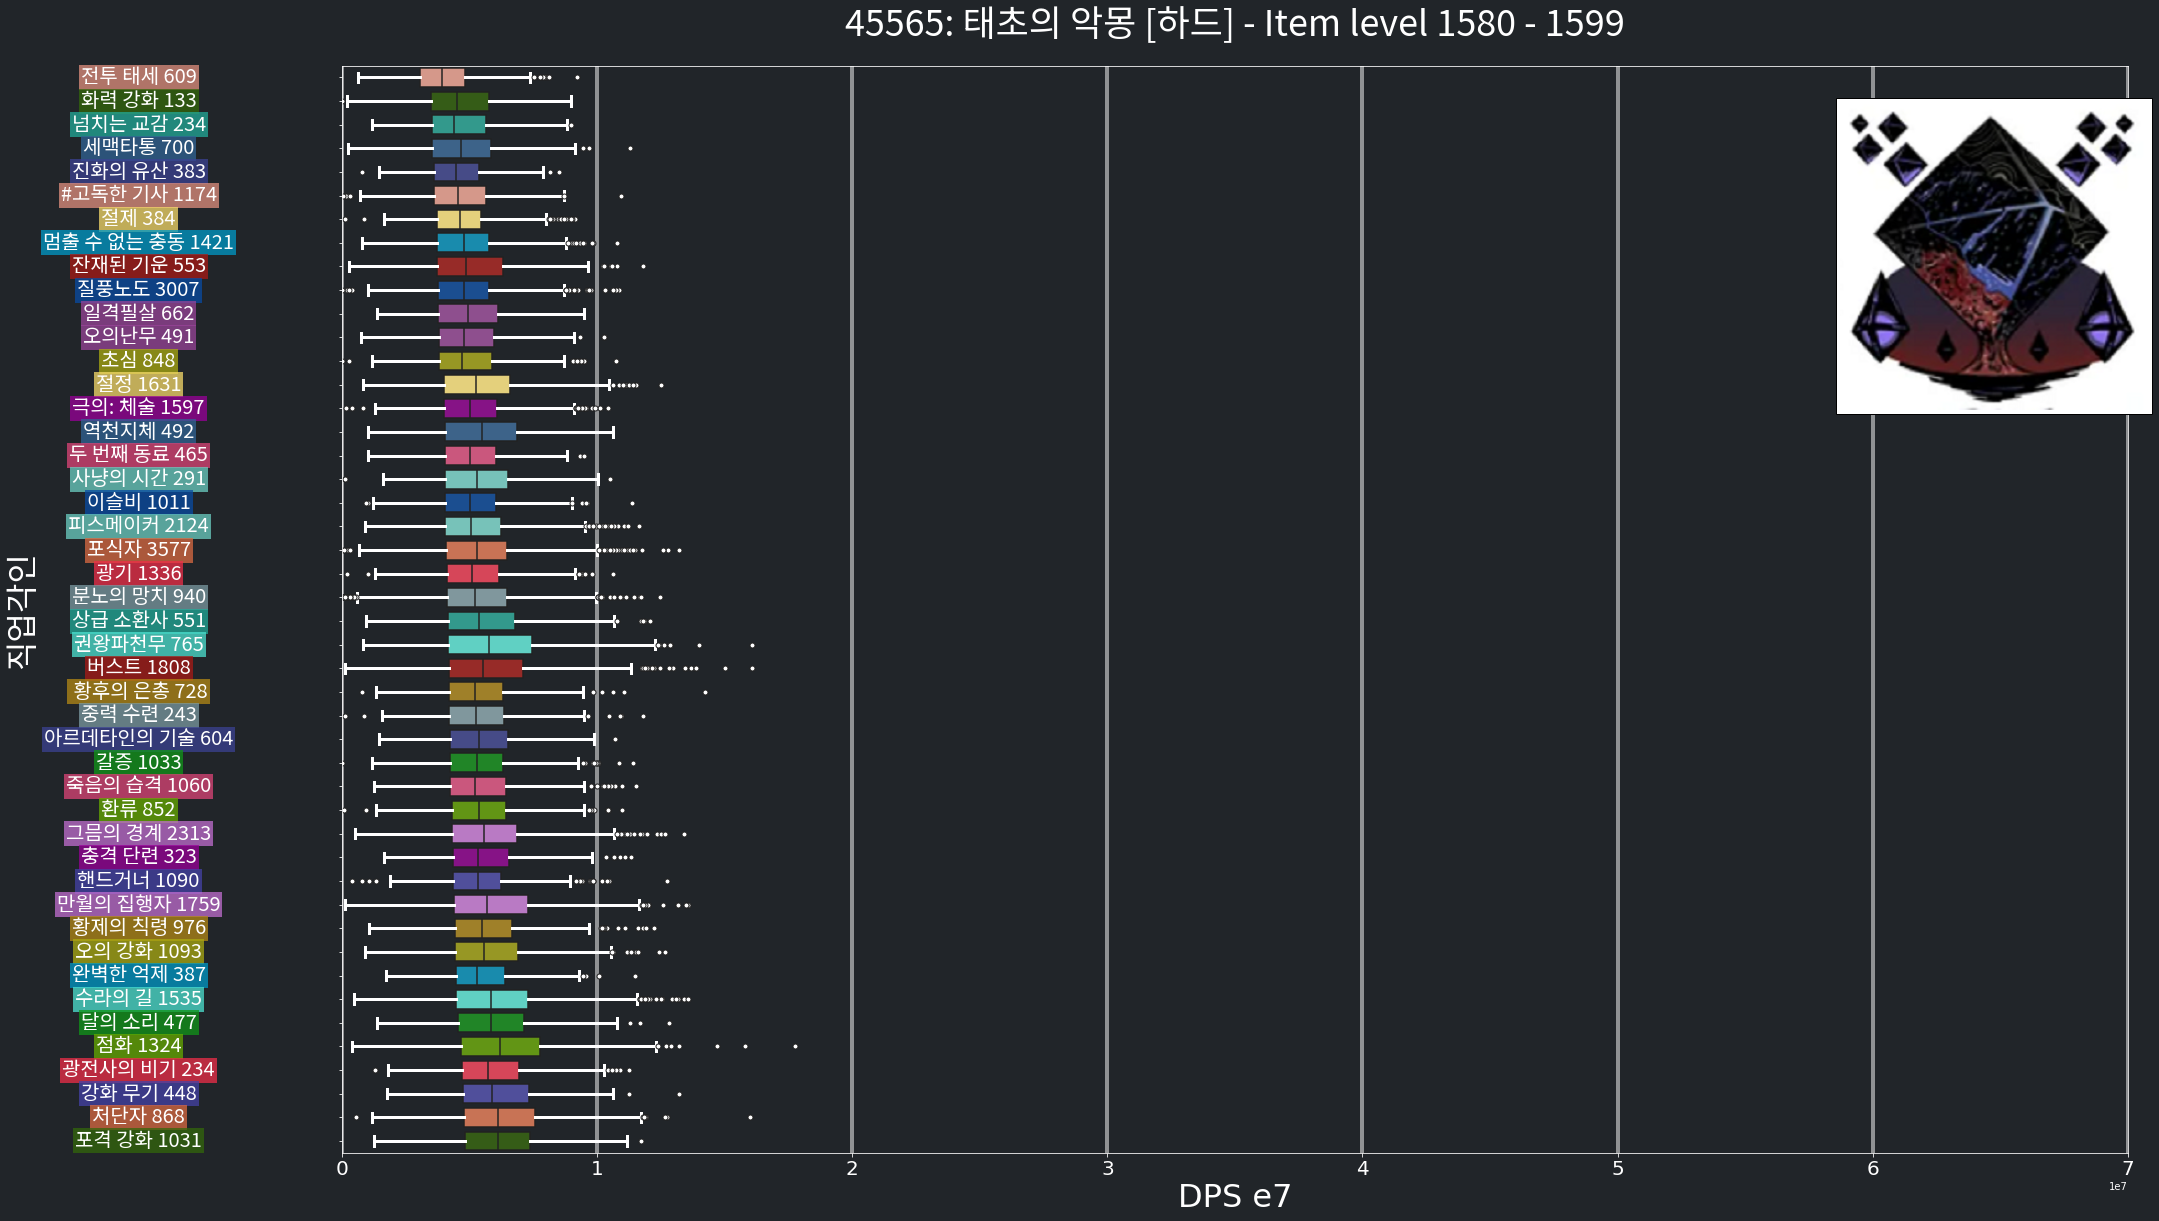 45565: 태초의 악몽 [하드] - Item level 1580 - 1599
전투 태세 609
화력 강화 133
넘치는 교감 234
세맥타통 700
진화의 유산 383
#고독한 기사 1174
절제 384
멈출 수 없는 충동 1421
잔재된 기운 553
질풍노도 3007
일격필살 662
오의난무 491
초심 848
절정 1631
극의: 체술 1597
역천지체 492
두 번째 동료 465
사냥의 시간 291
이슬비 1011
피스메이커 2124
포식자 3577
광기 1336
분노의 망치 940
상급 소환사 551
권왕파천무 765
버스트 1808
황후의 은총 728
중력 수련 243
아르데타인의 기술 604
갈증 1033
죽음의 습격 1060
환류 852
그믐의 경계 2313
충격 단련 323
핸드거너 1090
만월의 집행자 1759
황제의 칙령 976
오의 강화 1093
완벽한 억제 387
수라의 길 1535
달의 소리 477
점화 1324
광전사의 비기 234
강화 무기 448
처단자 868
포격 강화 1031
직업각인
0 1 2 3 4 5 6 7
1e7
DPS e7